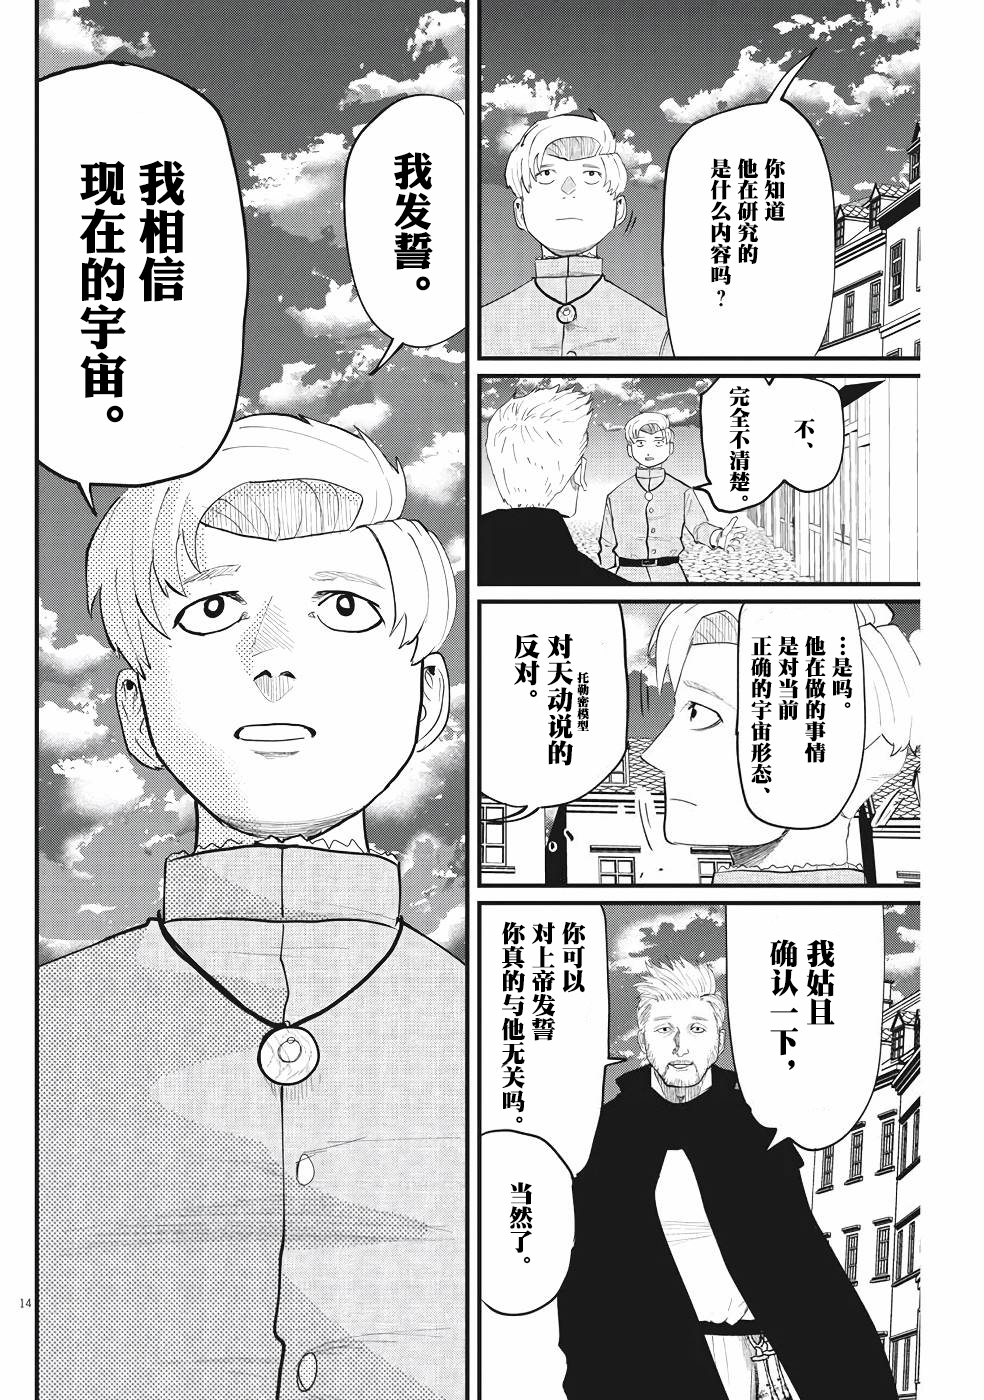 你知道
他在研究的
是什么内容吗?
不、
完全不清楚。
…是吗。
他在做的事情
是对当前
正确的宇宙形态、
对天动说的
托勒密模型
反对。
我姑且
确认一下，
你可以
对上帝发誓
你真的与他无关吗。
当然了。
我发誓。
我相信
现在的宇宙。
14